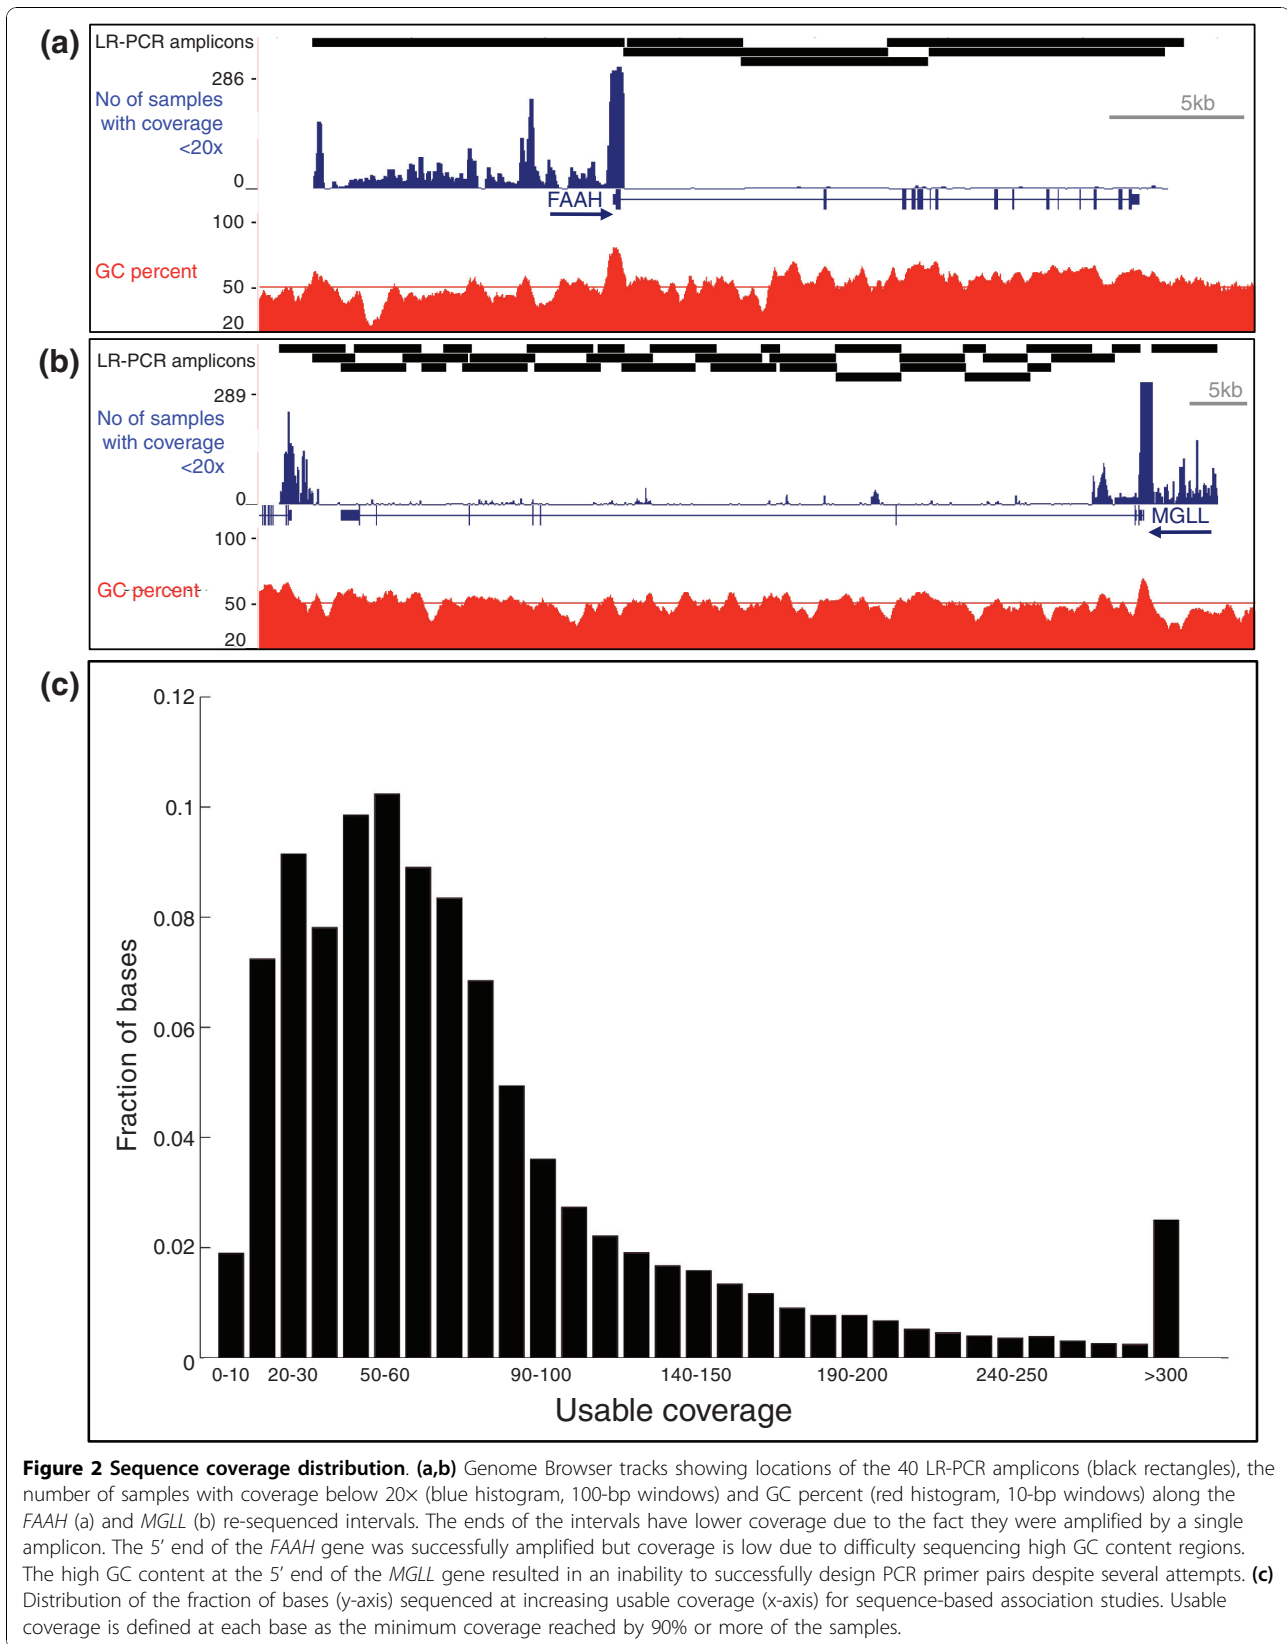 (a)
LR-PCR amplicons
286
No of samples
with coverage
<20x
0
5kb
FAAH
100
GC percent
50
20
(b)
LR-PCR amplicons
289
No of samples
with coverage
<20x
0
5kb
MGLL
100
GC percent
50
20
(c)
0.12
0.1
0.08
0.06
0.04
0.02
0
Fraction of bases
0-10 20-30 50-60 90-100 140-150 190-200 240-250 >300
Usable coverage
Figure 2 Sequence coverage distribution. (a,b) Genome Browser tracks showing locations of the 40 LR-PCR amplicons (black rectangles), the
number of samples with coverage below 20× (blue histogram, 100-bp windows) and GC percent (red histogram, 10-bp windows) along the
FAAH (a) and MGLL (b) re-sequenced intervals. The ends of the intervals have lower coverage due to the fact they were amplified by a single
amplicon. The 5’ end of the FAAH gene was successfully amplified but coverage is low due to difficulty sequencing high GC content regions.
The high GC content at the 5’ end of the MGLL gene resulted in an inability to successfully design PCR primer pairs despite several attempts. (c)
Distribution of the fraction of bases (y-axis) sequenced at increasing usable coverage (x-axis) for sequence-based association studies. Usable
coverage is defined at each base as the minimum coverage reached by 90% or more of the samples.